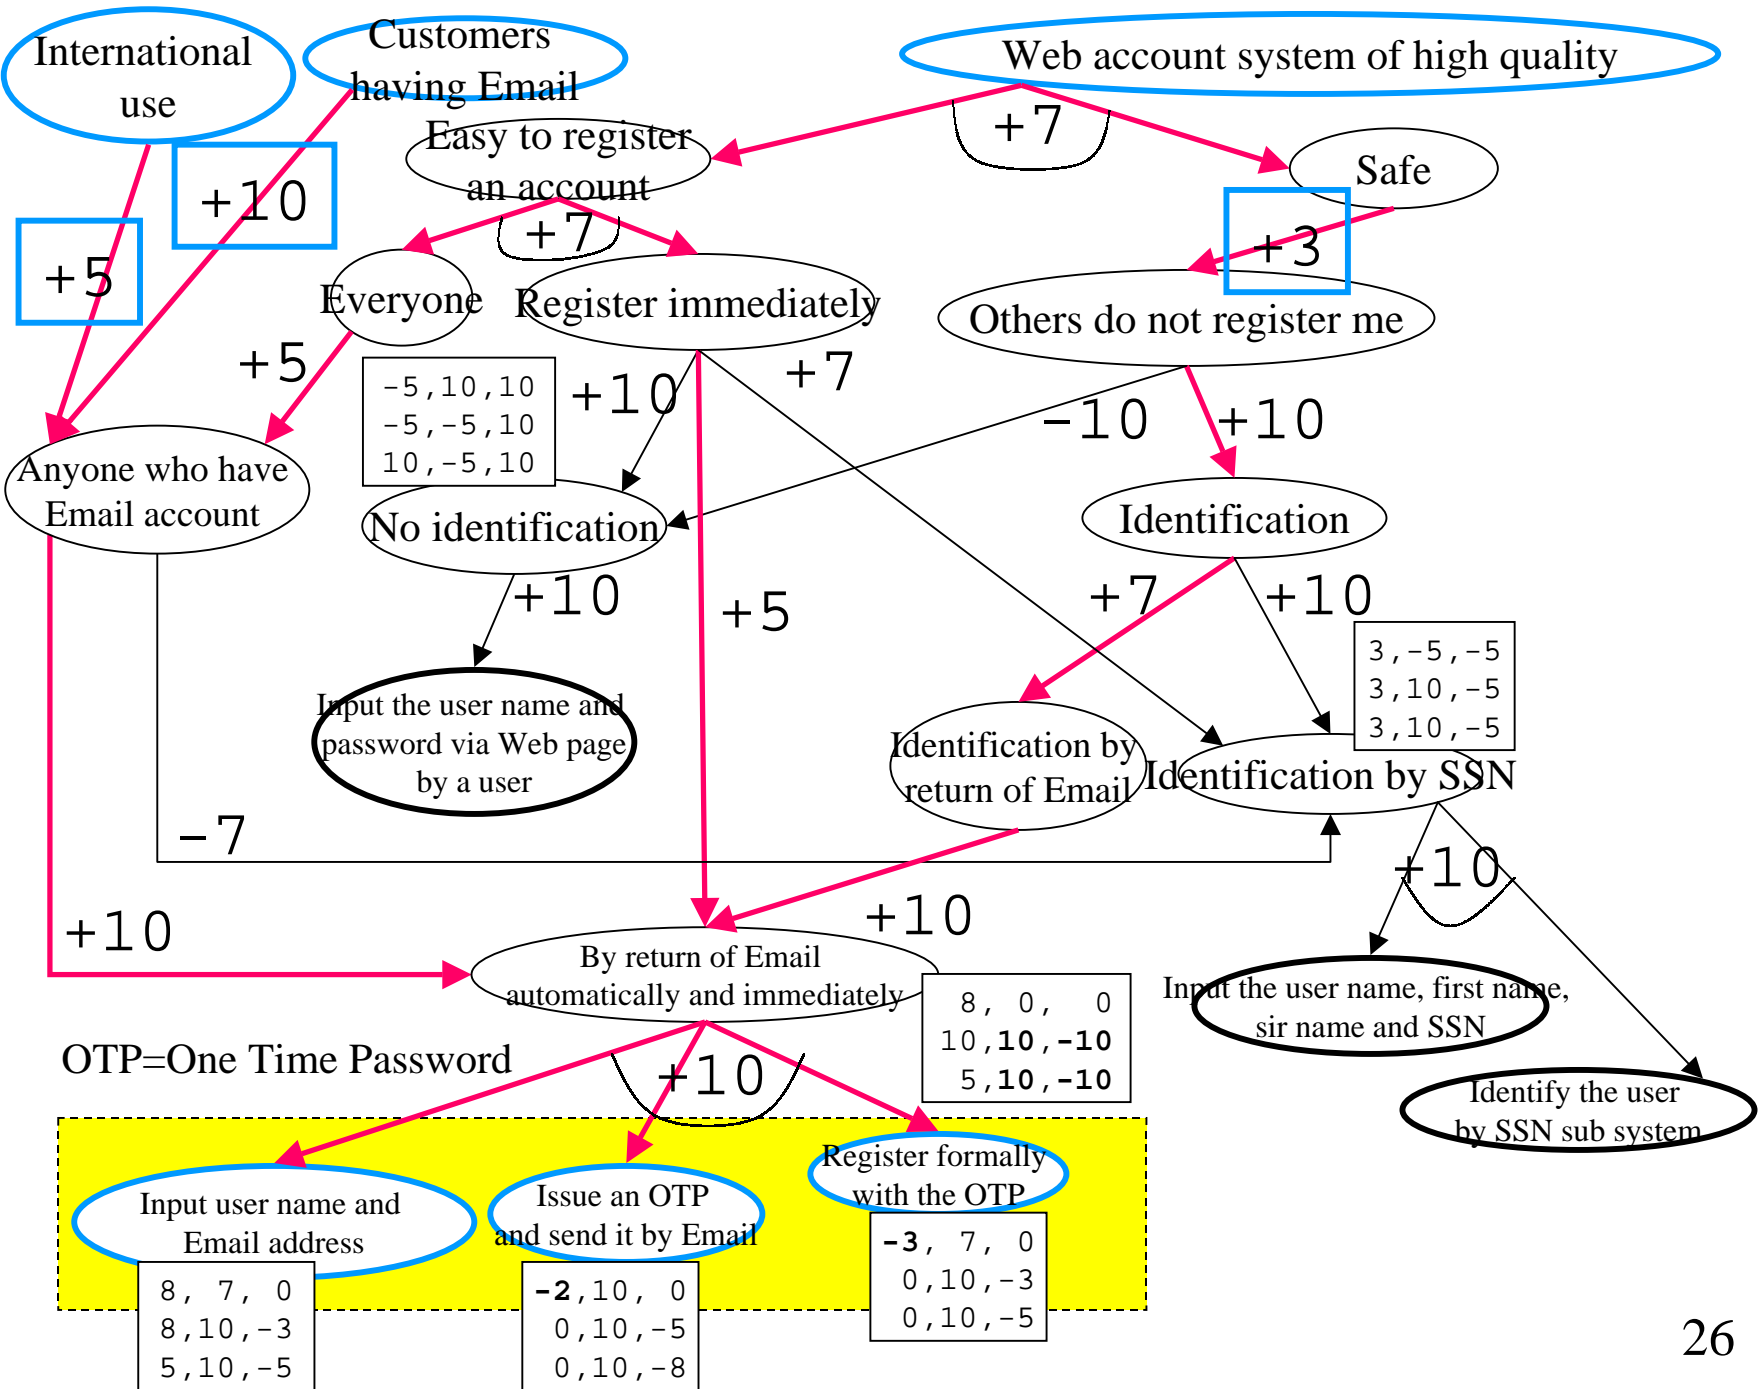 International
use
Customers
having Email
Web account system of high quality
Easy to register
an account
+7
Safe
+10
+5
+7
+3
Everyone
Register immediately
Others do not register me
+5
-5,10,10
-5,-5,10
10,-5,10
+10
+7
-10
+10
Anyone who have
Email account
No identification
Identification
+10
+5
+7
+10
3,-5,-5
3,10,-5
3,10,-5
Input the user name and
password via Web page
by a user
Identification by
return of Email
Identification by SSN
-7
+10
+10
+10
By return of Email
automatically and immediately
8, 0, 0
10,10,-10
5,10,-10
Input the user name, first name,
sir name and SSN
OTP=One Time Password
+10
Identify the user
by SSN sub system
Input user name and
Email address
Issue an OTP
and send it by Email
Register formally
with the OTP
8, 7, 0
8,10,-3
5,10,-5
-2,10, 0
0,10,-5
0,10,-8
-3, 7, 0
0,10,-3
0,10,-5
26